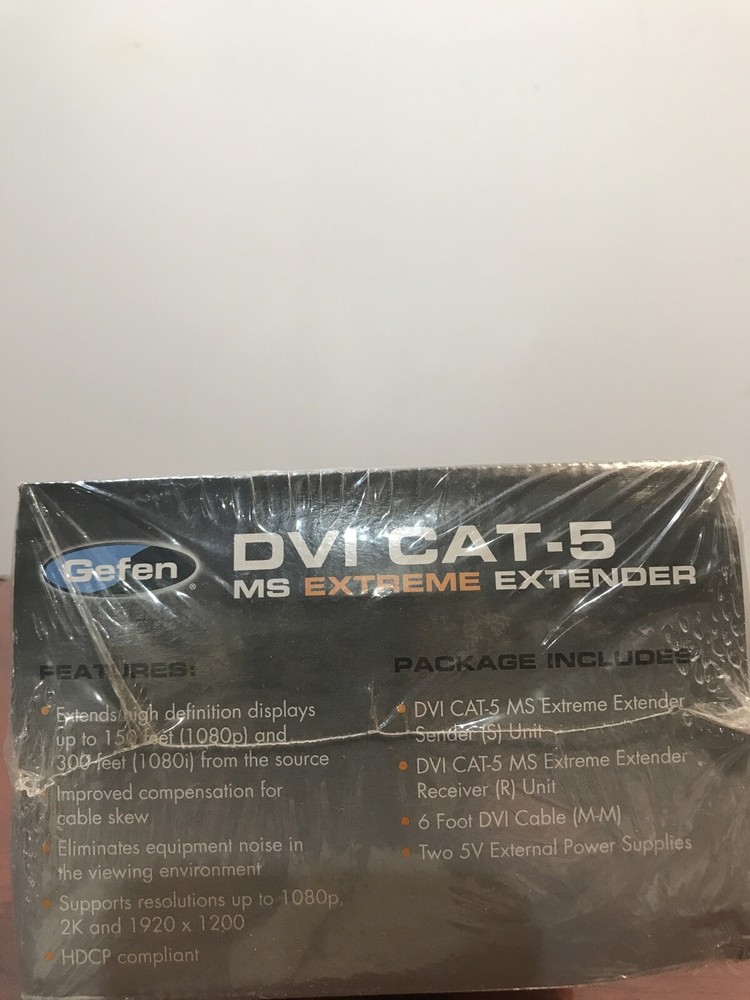 Gefen
DVI CAT-5
MS EXTREME EXTENDER
FEATURES:
• Extends high definition displays
up to 150 feet (1080p) and
300 feet (1080i) from the source
• Improved compensation for
cable skew
• Eliminates equipment noise in
the viewing environment
• Supports resolutions up to 1080p,
2K and 1920 x 1200
• HDCP compliant
PACKAGE INCLUDES
• DVI CAT-5 MS Extreme Extender
Sender (S) Unit
• DVI CAT-5 MS Extreme Extender
Receiver (R) Unit
• 6 Foot DVI Cable (M-M)
• Two 5V External Power Supplies